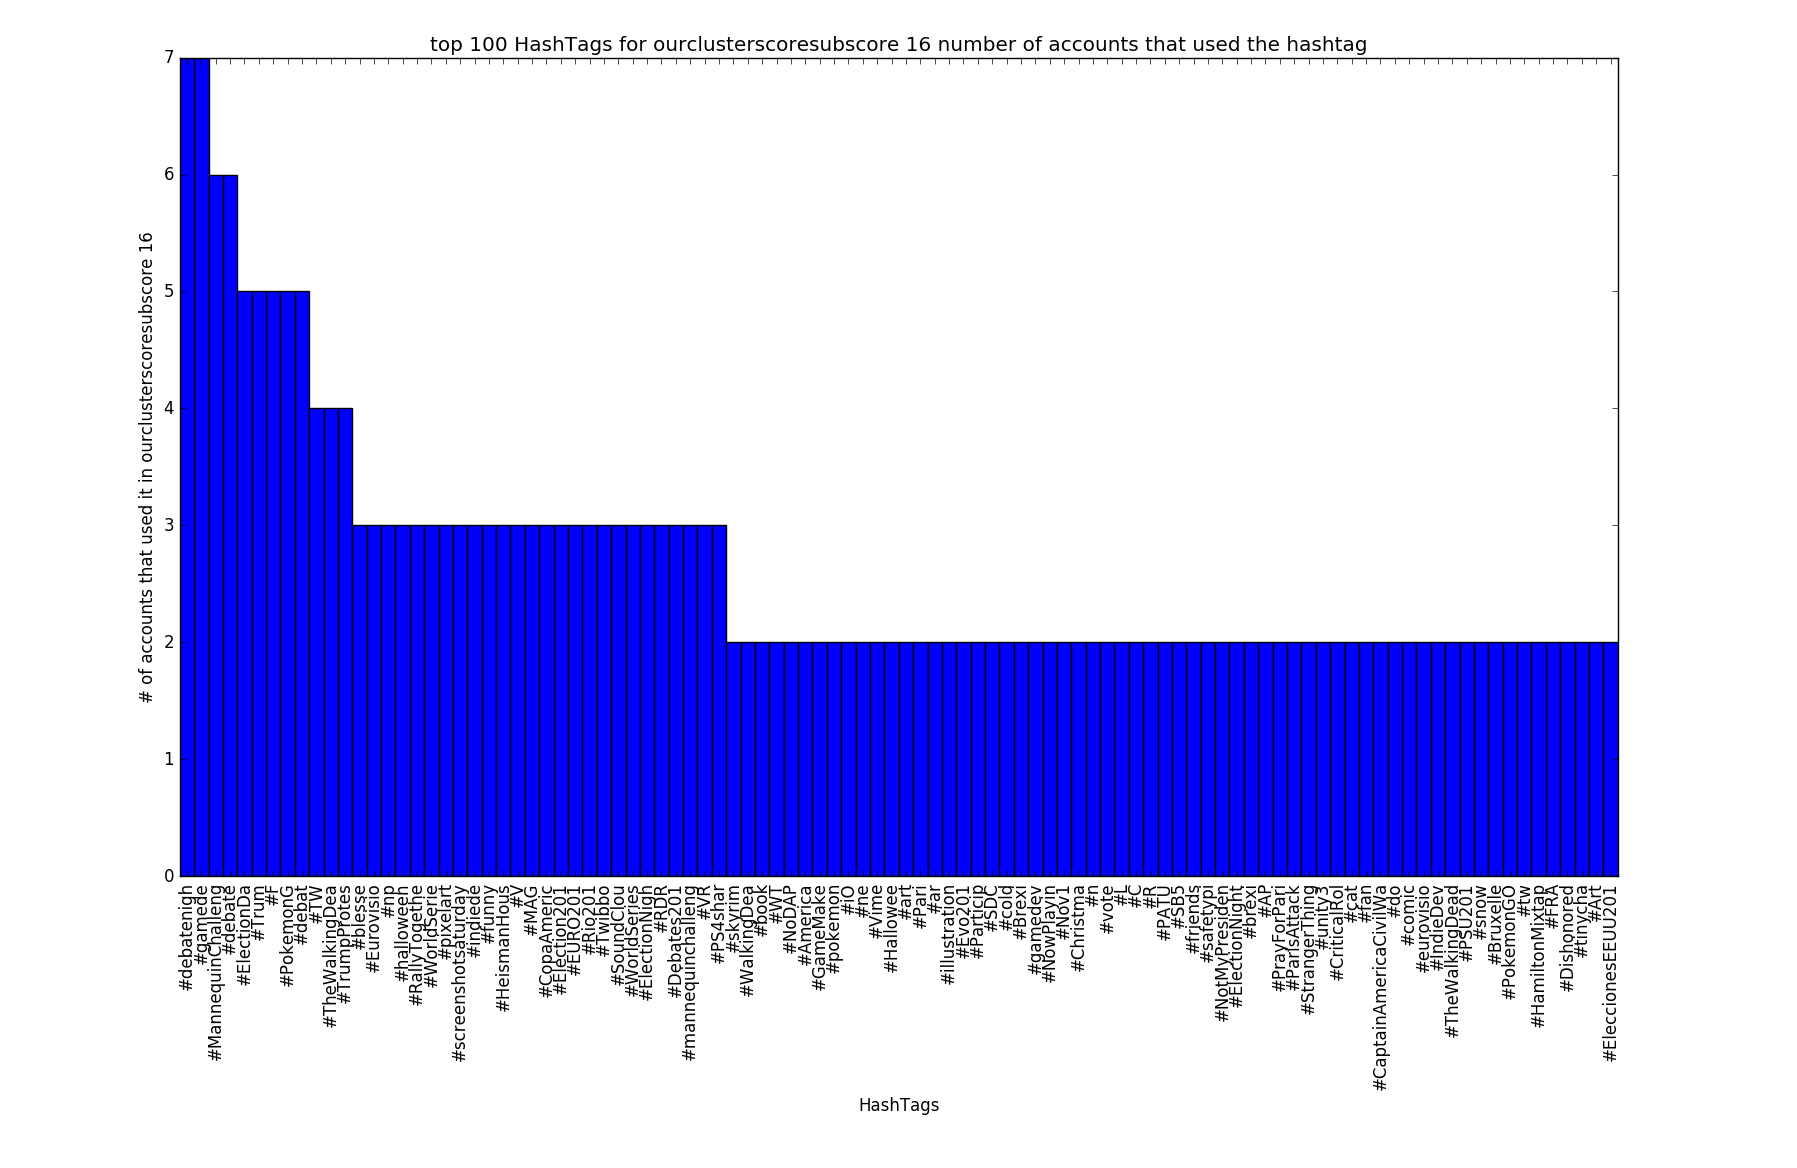 top 100 HashTags for ourclusterscoresubscore 16 number of accounts that used the hashtag
# of accounts that used it in ourclusterscoresubscore 16
7
6
5
4
3
2
1
0
#debatenigh
#gamede
#MannequinChalleng
#debate
#ElectionDa
#Trum
#F
#PokemonG
#debat
#TW
#TheWalkingDea
#TrumpProtes
#blesse
#Eurovisio
#np
#halloween
#RallyTogethe
#WorldSerie
#pixelart
#screenshotsaturday
#indiede
#funny
#HeismanHous
#V
#MAG
#CopaAmeric
#Election201
#EURO201
#Rio201
#Twibbo
#SoundClou
#WorldSeries
#ElectionNigh
#RDR
#Debates201
#mannequinchalleng
#VR
#PS4shar
#skyrim
#WalkingDea
#book
#WT
#NoDAP
#America
#GameMake
#pokemon
#iO
#ne
#Vime
#Hallowee
#art
#Pari
#ar
#illustration
#Evo201
#Particip
#SDC
#cold
#Brexi
#gamedev
#NowPlayin
#Nov1
#Christma
#n
#vote
#L
#C
#R
#PATU
#SB5
#friends
#safetypi
#NotMyPresiden
#ElectionNight
#brexi
#AP
#PrayForPari
#ParisAttack
#StrangerThing
#unity3
#CriticalRol
#cat
#fan
#CaptainAmericaCivilWa
#do
#comic
#eurovisio
#IndieDev
#TheWalkingDead
#PSU201
#snow
#Bruxelle
#PokemonGO
#tw
#HamiltonMixtap
#FRA
#Dishonored
#tinycha
#Art
#EleccionesEEUU201
HashTags